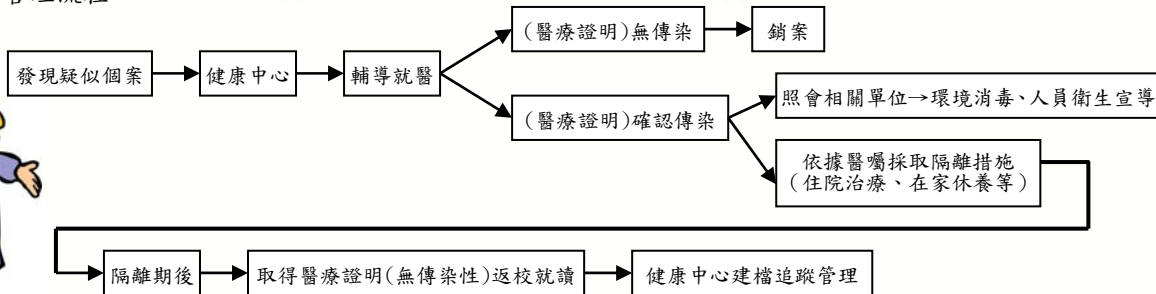 管理流程
(醫療證明)無傳染
銷案
發現疑似個案
健康中心
輔導就醫
照會相關單位→環境消毒、人員衛生宣導
(醫療證明)確認傳染
依據醫囑採取隔離措施
(住院治療、在家休養等)
隔離期後
取得醫療證明(無傳染性)返校就讀
健康中心建檔追蹤管理